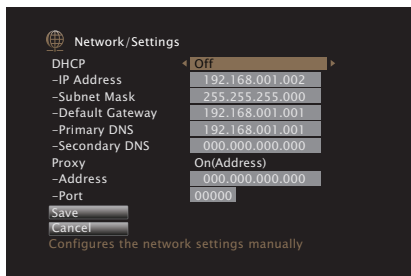 Network/Settings
DHCP Off
–IP Address 192.168.001.002
–Subnet Mask 255.255.255.000
–Default Gateway 192.168.001.001
–Primary DNS 192.168.001.001
–Secondary DNS 000.000.000.000
Proxy On(Address)
–Address 000.000.000.000
–Port 00000
Save
Cancel
Configures the network settings manually